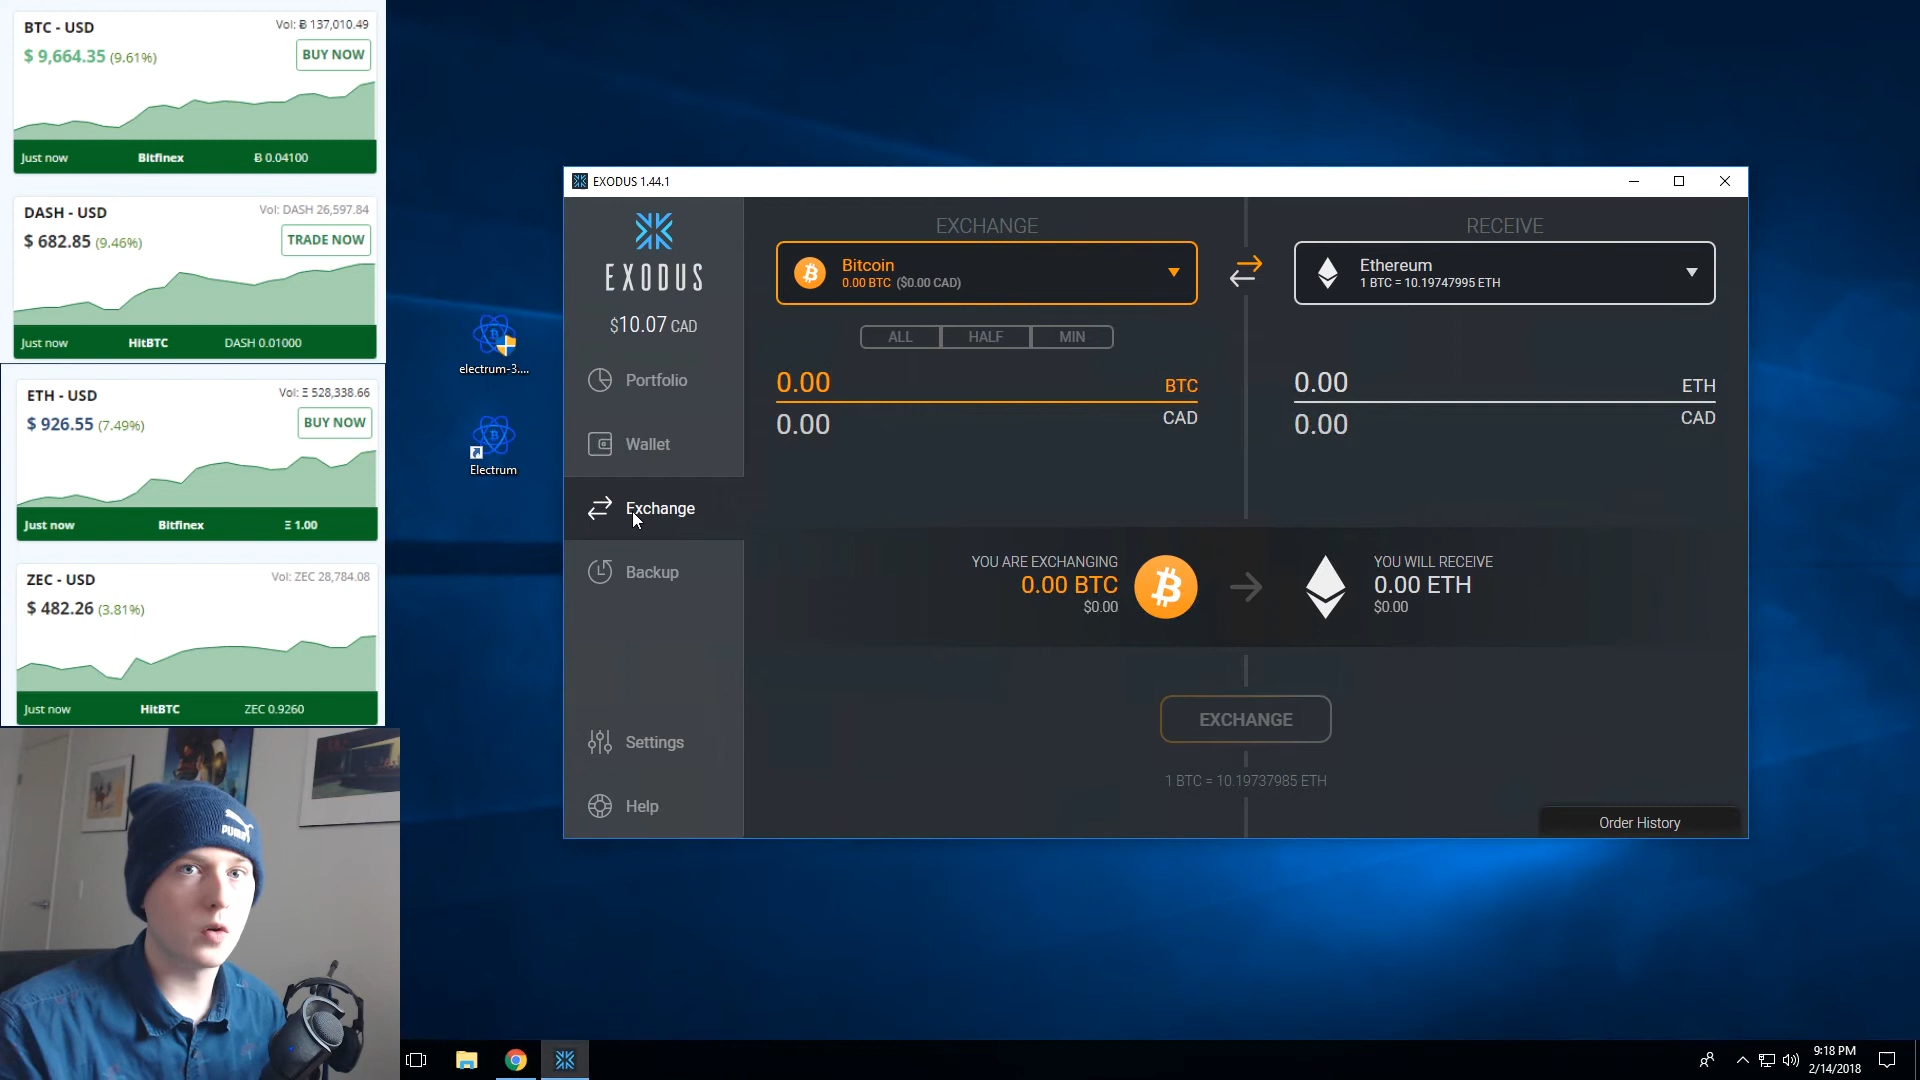 BTC - USD
Vol: Ƀ 137,010.49
$ 9,664.35 (9.61%)
BUY NOW
Just now
Bitfinex
Ƀ 0.04100
DASH - USD
Vol: DASH 26,597.84
$ 682.85 (9.46%)
TRADE NOW
Just now
HitBTC
DASH 0.01000
ETH - USD
Vol: Ξ 528,338.66
$ 926.55 (7.49%)
BUY NOW
Just now
Bitfinex
Ξ 1.00
ZEC - USD
Vol: ZEC 28,784.08
$ 482.26 (3.81%)
Just now
HitBTC
ZEC 0.9260
PUMA
electrum-3....
Electrum
EXODUS 1.44.1
EXODUS
$10.07 CAD
Portfolio
Wallet
Exchange
Backup
Settings
Help
EXCHANGE
Bitcoin
0.00 BTC ($0.00 CAD)
ALL
HALF
MIN
0.00 BTC
0.00 CAD
RECEIVE
Ethereum
1 BTC = 10.19747995 ETH
0.00 ETH
0.00 CAD
YOU ARE EXCHANGING
0.00 BTC
$0.00
YOU WILL RECEIVE
0.00 ETH
$0.00
EXCHANGE
1 BTC = 10.19737985 ETH
Order History
9:18 PM
2/14/2018